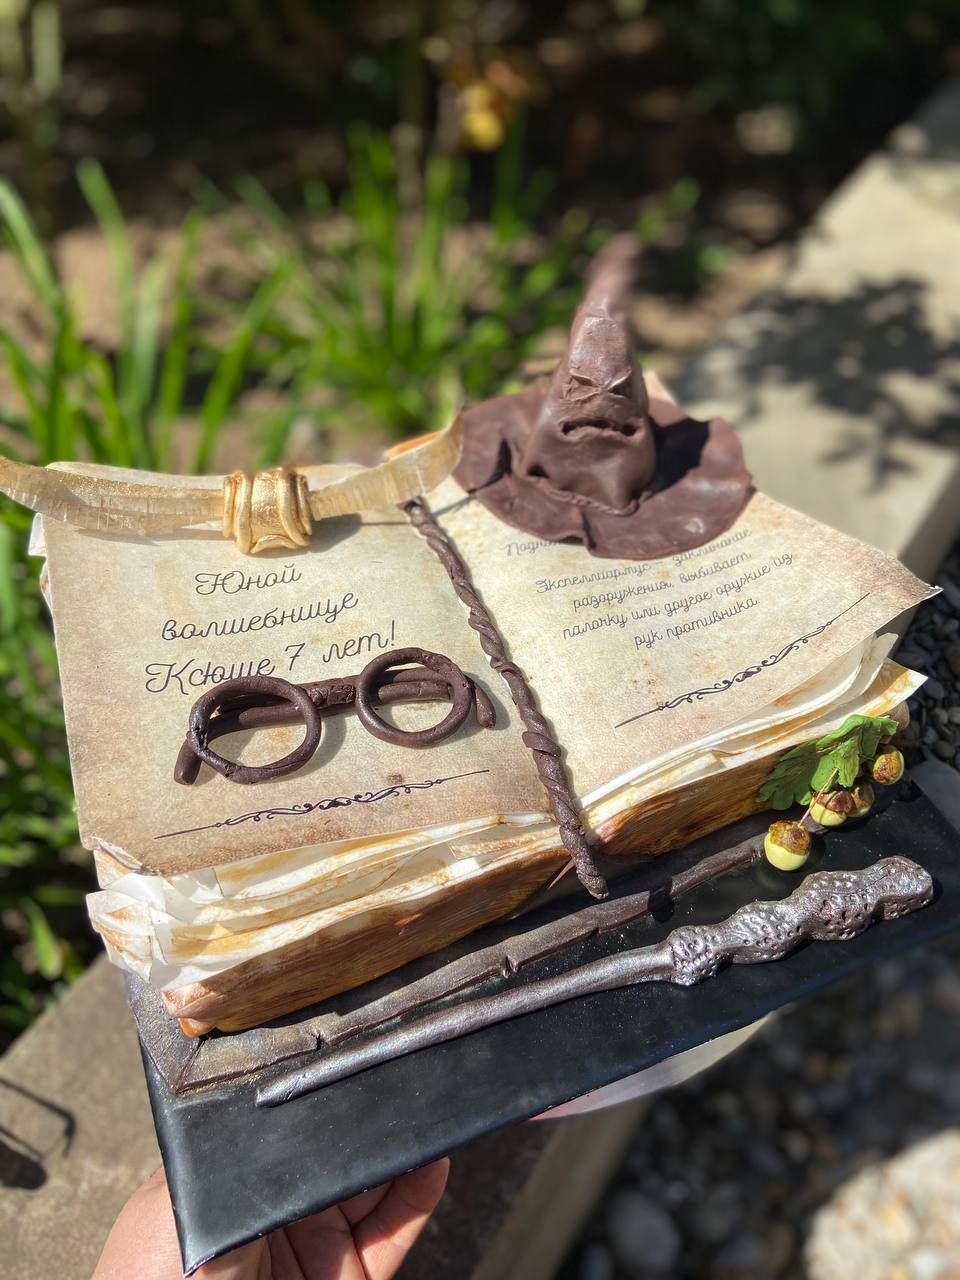 Юной
волшебнице
Ксюше 7 лет!
Экспеллиармус – заклинание
разоружения, выбивает
палочку или другое оружие из
рук противника.